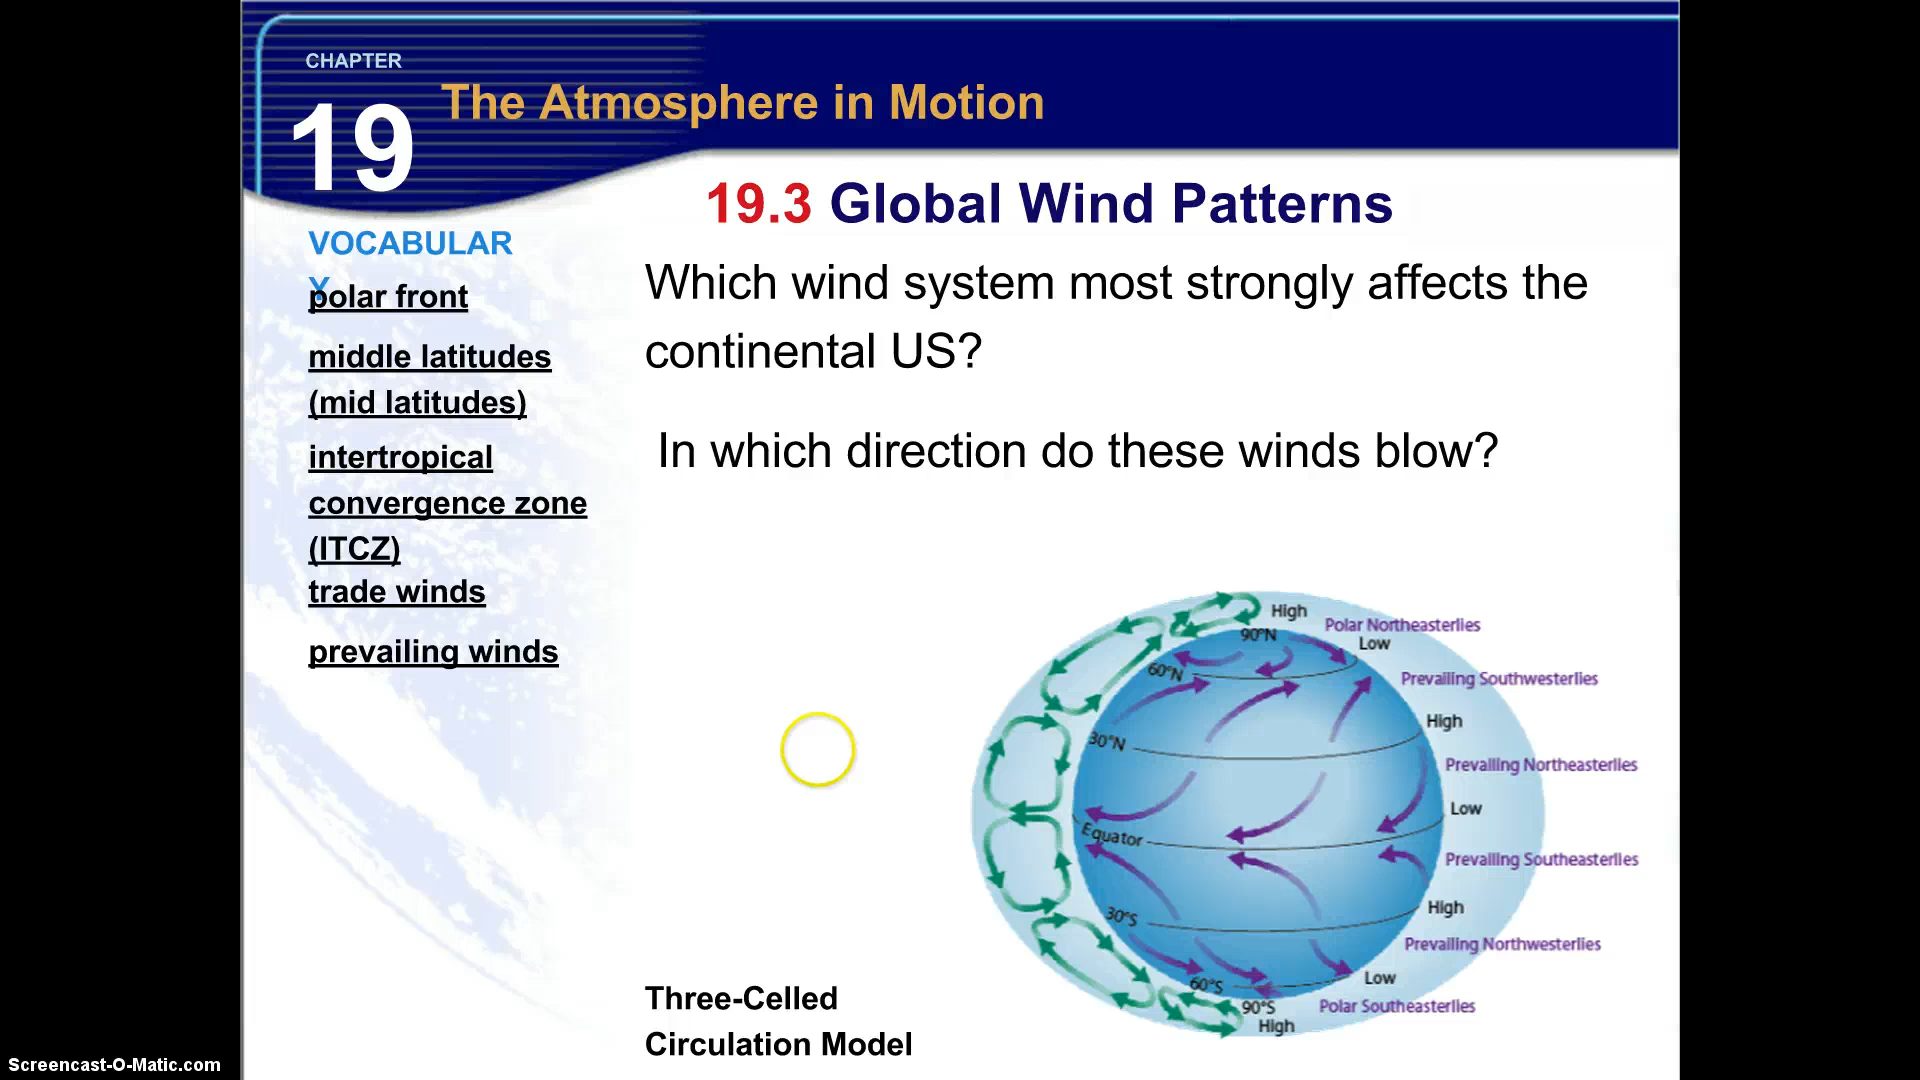 CHAPTER
19
The Atmosphere in Motion
19.3 Global Wind Patterns
VOCABULAR
Y
polar front
middle latitudes
(mid latitudes)
intertropical
convergence zone
(ITCZ)
trade winds
prevailing winds
Which wind system most strongly affects the
continental US?
In which direction do these winds blow?
High
Polar Northeasterlies
90°N
Low
60°N
Prevailing Southwesterlies
High
30°N
Prevailing Northeasterlies
Low
Equator
Prevailing Southeasterlies
High
30°S
Prevailing Northwesterlies
Low
60°S
90°S
Polar Southeasterlies
High
Three-Celled
Circulation Model
Screencast-O-Matic.com